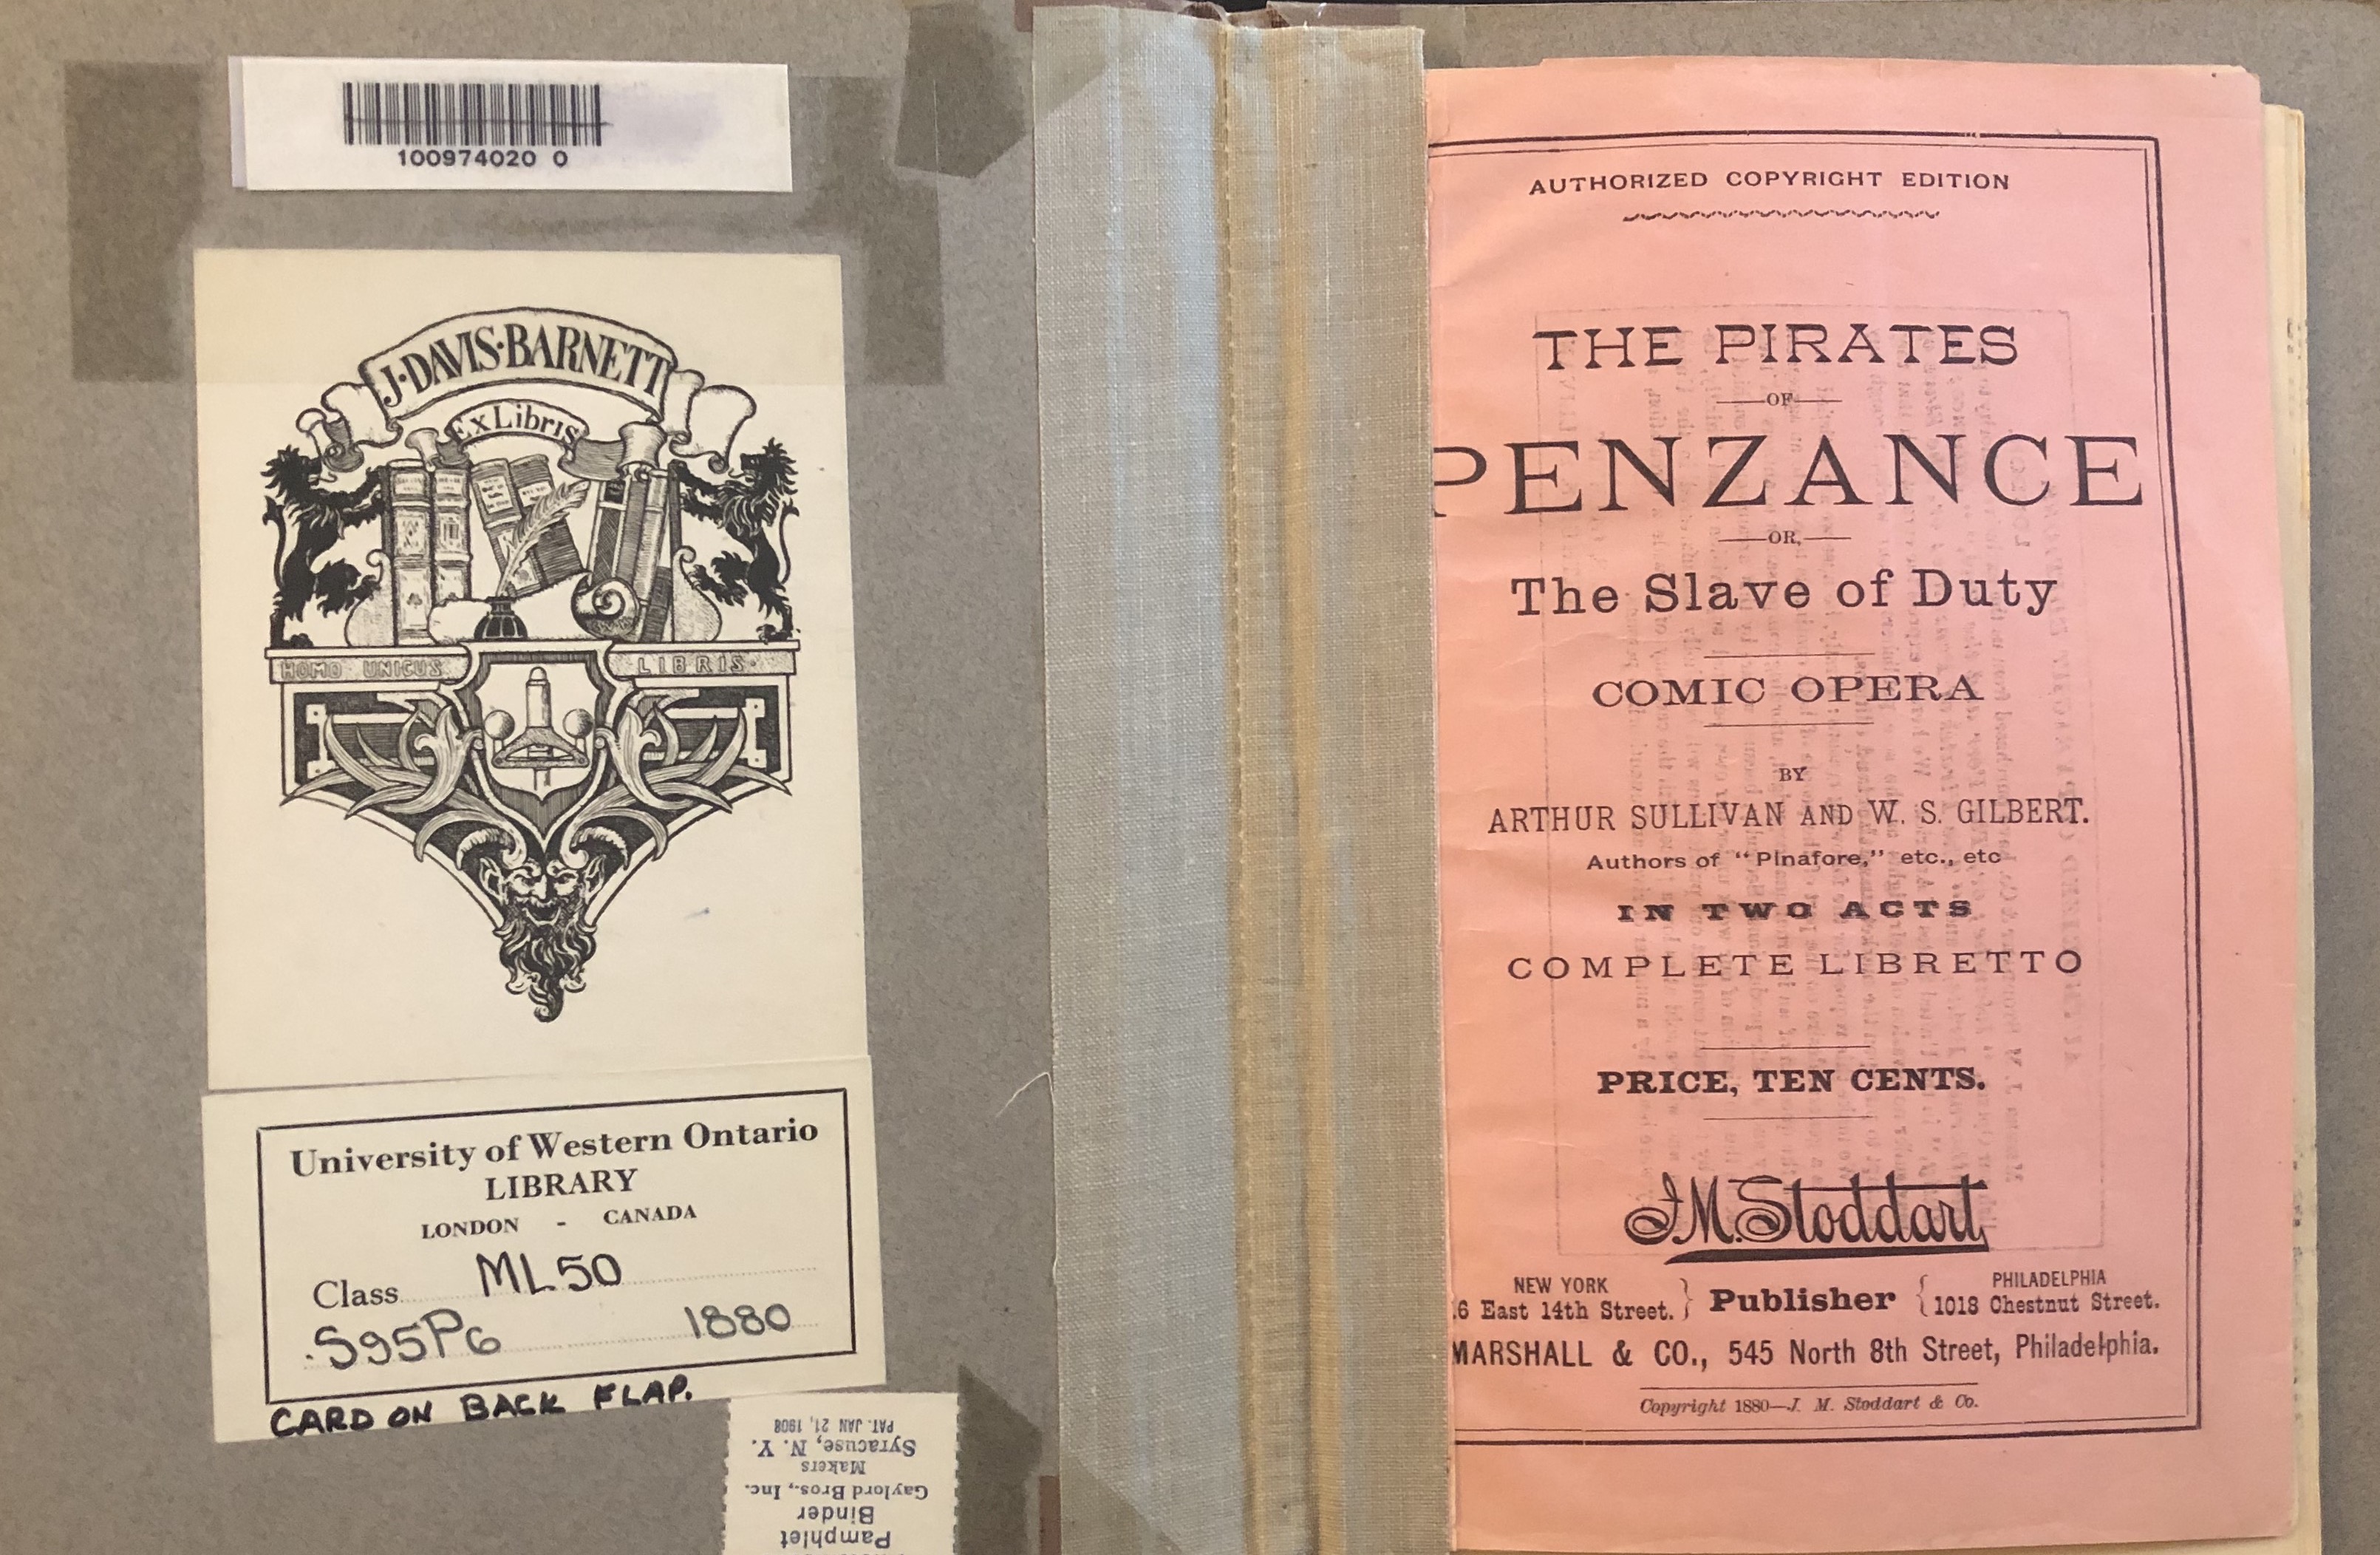 100974020 0
J·DAVIS·BARNETT
Ex Libris
HOMO UNICUS LIBRIS·
University of Western Ontario
LIBRARY
LONDON - CANADA
Class ML50
.S95P6 1880
CARD ON BACK FLAP.
Pamphlet
Binder
Gaylord Bros., Inc.
Makers
Syracuse, N. Y.
PAT. JAN 21, 1908
AUTHORIZED COPYRIGHT EDITION
THE PIRATES
OF
PENZANCE
OR,
The Slave of Duty
COMIC OPERA
BY
ARTHUR SULLIVAN AND W. S. GILBERT.
Authors of "Pinafore," etc., etc
IN TWO ACTS
COMPLETE LIBRETTO
PRICE, TEN CENTS.
J.M. Stoddart
NEW YORK } Publisher { PHILADELPHIA
6 East 14th Street. 1018 Chestnut Street.
MARSHALL & CO., 545 North 8th Street, Philadelphia.
Copyright 1880—J. M. Stoddart & Co.